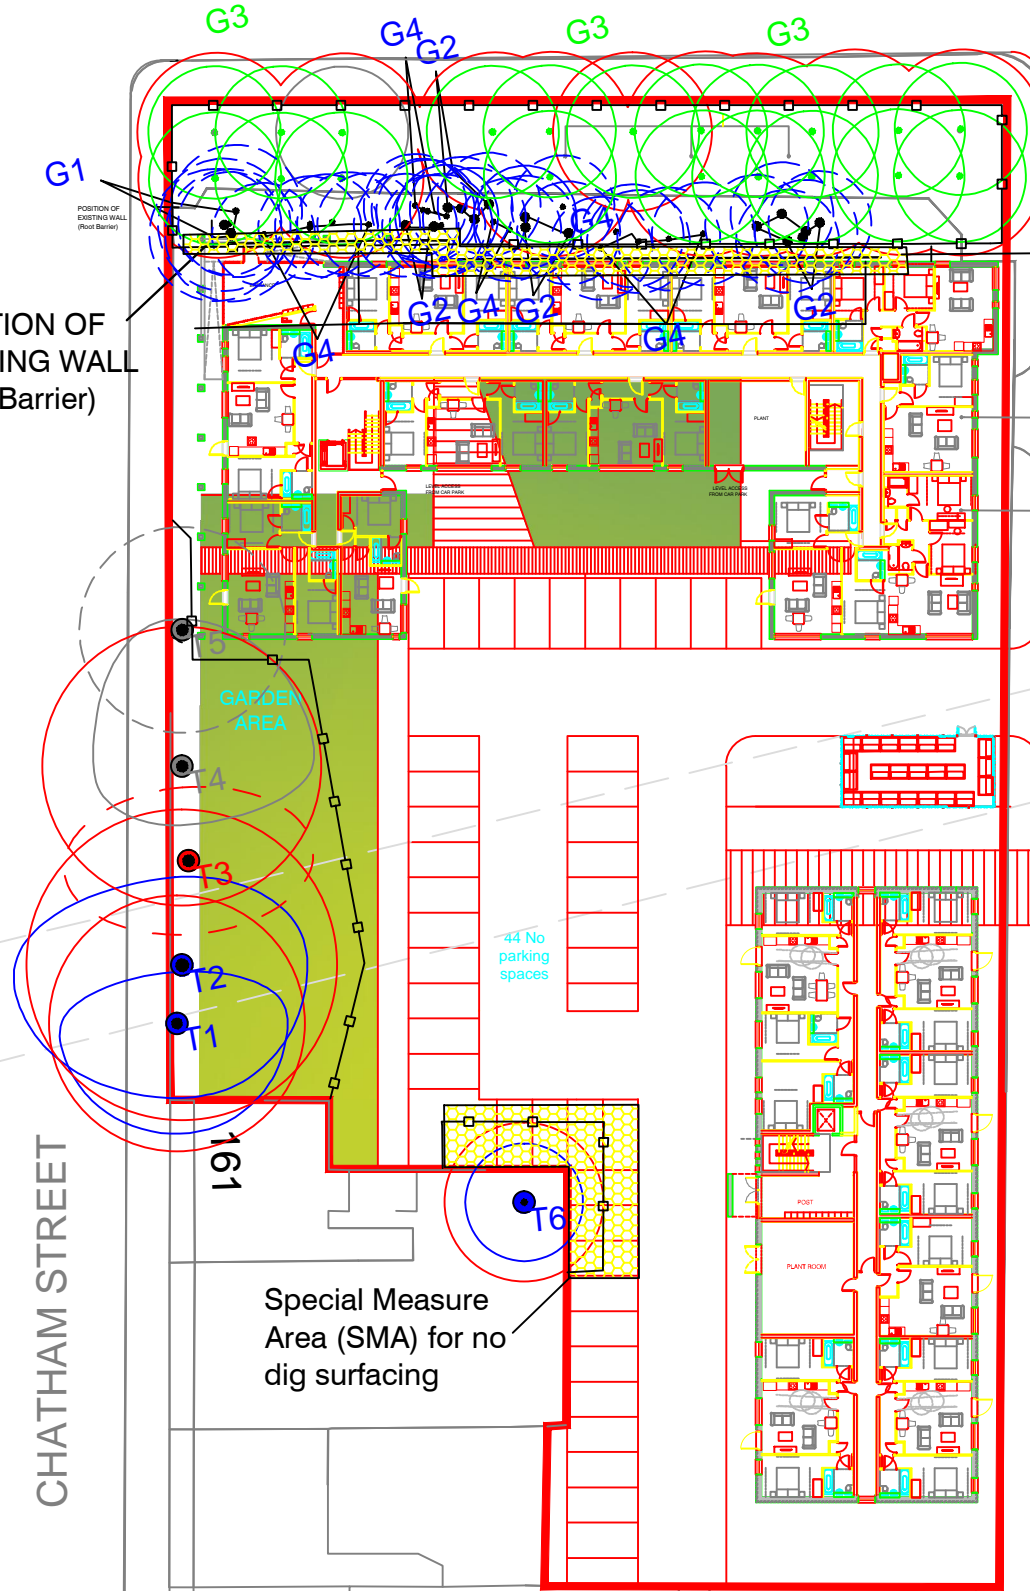 G3
G4
G2
G3
G3
G1
POSITION OF
EXISTING WALL
(Root Barrier)
G4
TION OF
ING WALL
Barrier)
G4
G2
G4
G2
G4
G2
PLANT
LEVEL ACCESS
FROM CAR PARK
LEVEL ACCESS
FROM CAR PARK
T5
GARDEN
AREA
T4
T3
T2
T1
44 No
parking
spaces
161
T6
POST
PLANT ROOM
Special Measure
Area (SMA) for no
dig surfacing
CHATHAM STREET